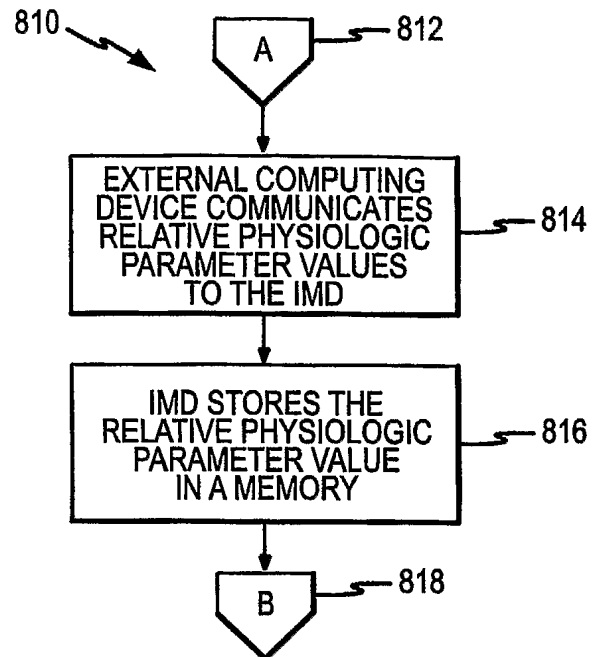 810
A
812
EXTERNAL COMPUTING
DEVICE COMMUNICATES
RELATIVE PHYSIOLOGIC
PARAMETER VALUES
TO THE IMD
814
IMD STORES THE
RELATIVE PHYSIOLOGIC
PARAMETER VALUE
IN A MEMORY
816
B
818